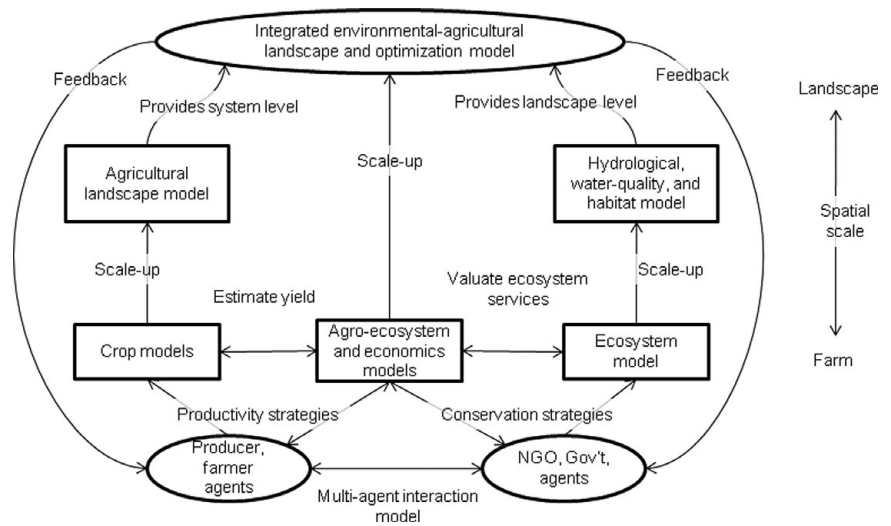 Integrated environmental-agricultural
landscape and optimization model
Feedback
Feedback
Provides system level
Provides landscape level
Landscape
Agricultural
landscape model
Scale-up
Hydrological,
water-quality, and
habitat model
Spatial
scale
Scale-up
Estimate yield
Valuate ecosystem
services
Scale-up
Crop models
Agro-ecosystem
and economics
models
Ecosystem
model
Farm
Productivity strategies
Conservation strategies
Producer,
farmer
agents
NGO, Gov't,
agents
Multi-agent interaction
model